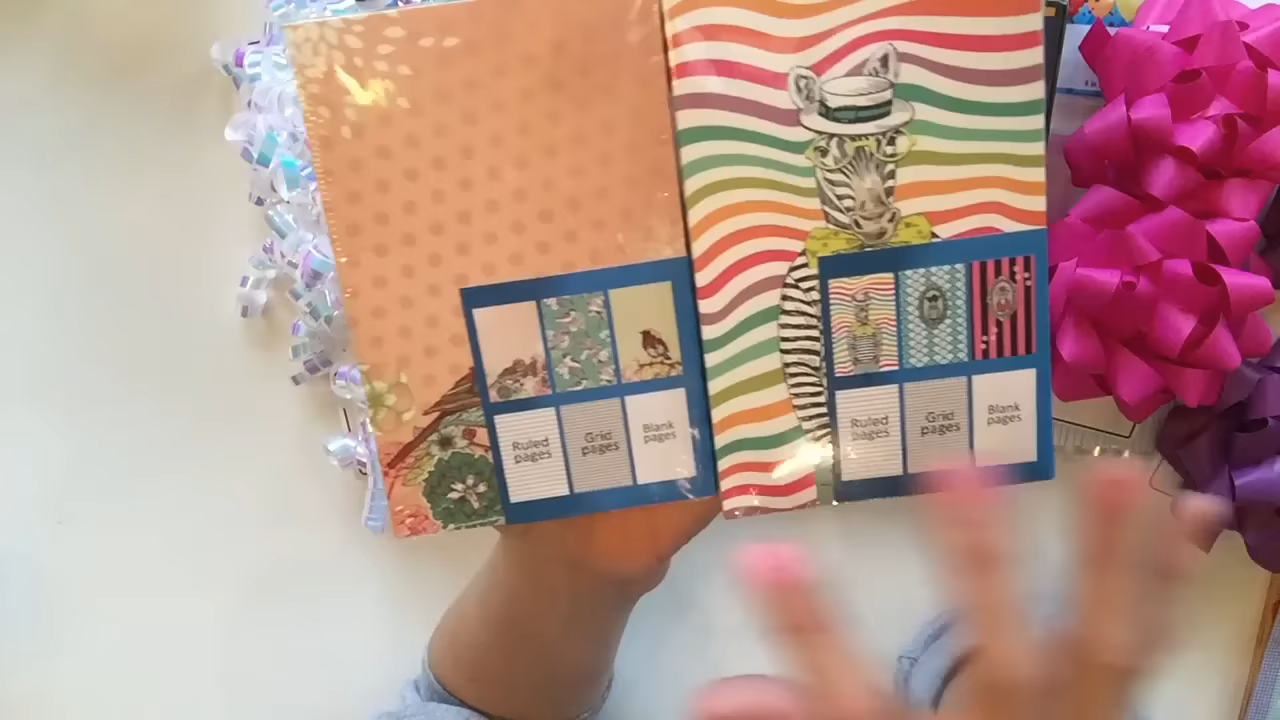 Ruled
pages
Grid
pages
Blank
pages
Ruled
pages
Grid
pages
Blank
pages